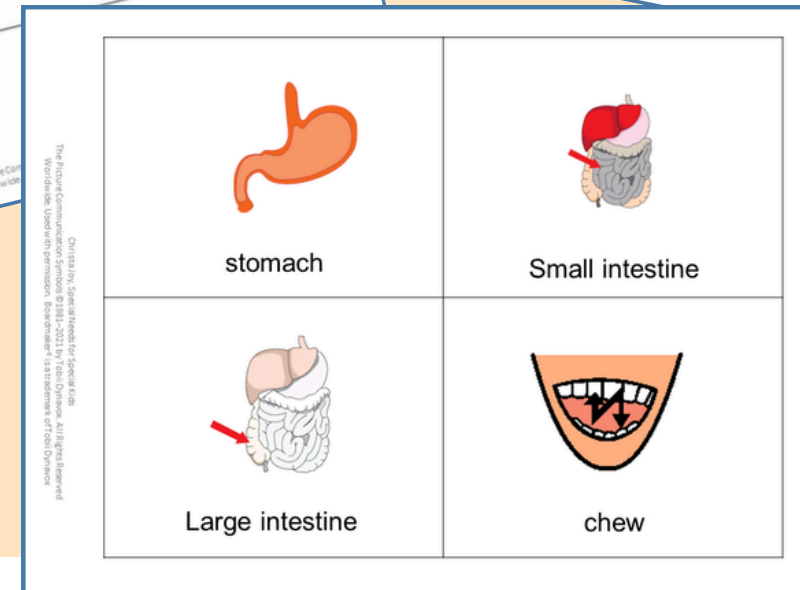 stomach
Small intestine
Large intestine
chew
Christa Joy, Special Needs for Special Kids
The Picture Communication Symbols ©1981–2021 by Tobii Dynavox. All Rights Reserved
Worldwide. Used with permission. Boardmaker® is a trademark of Tobii Dynavox